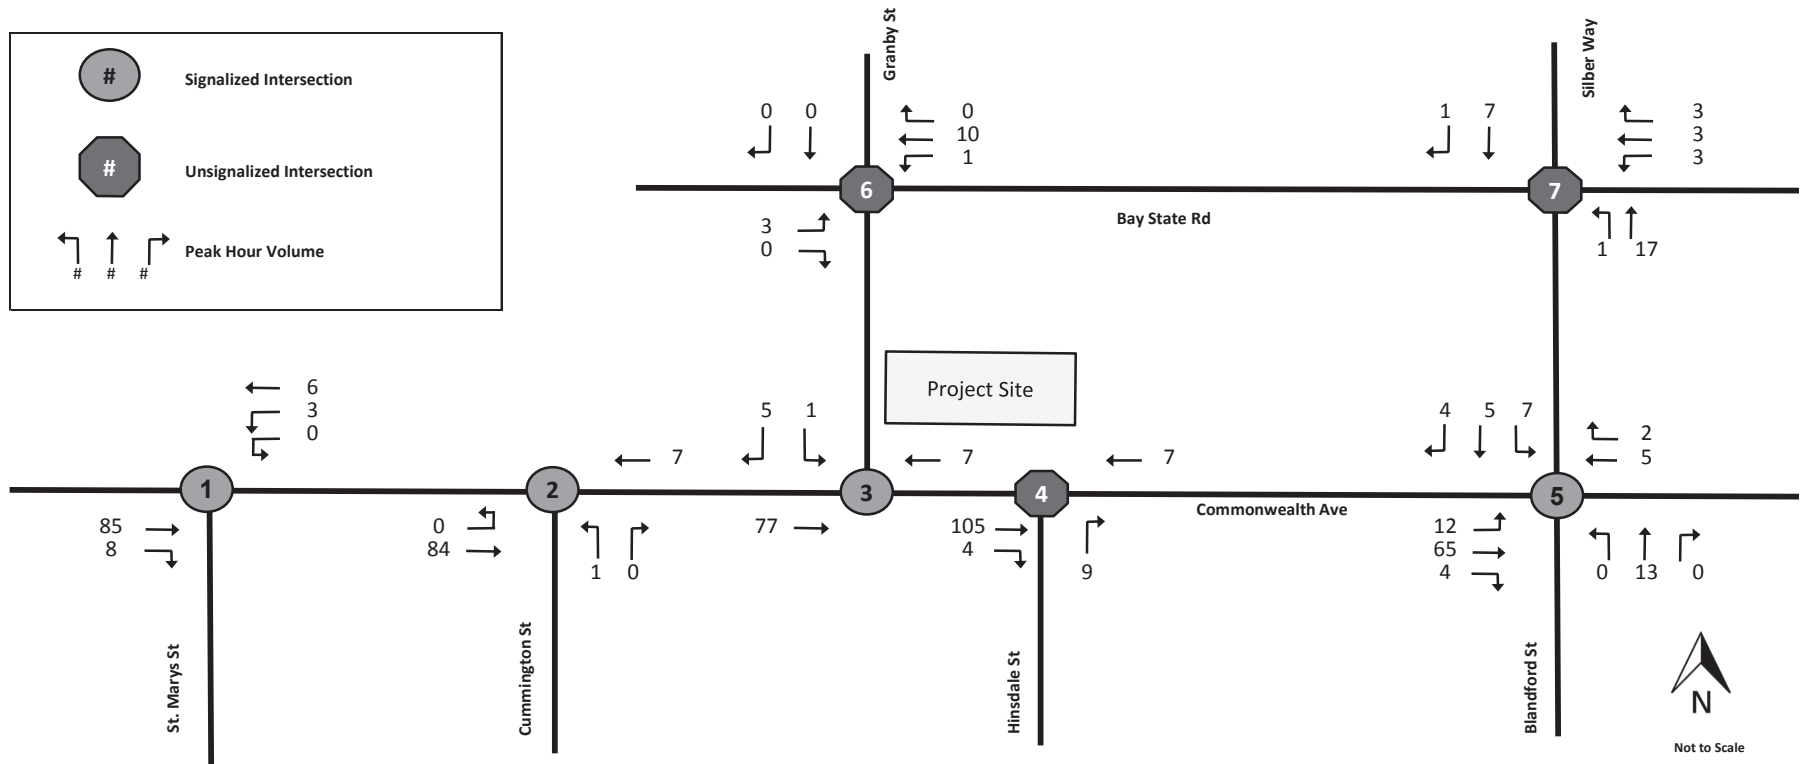 #
Signalized Intersection
#
Unsignalized Intersection
Peak Hour Volume
# # #
Granby St
Silber Way
0 0
0
10
1
6
3
0
1 7
3
3
3
7
1 17
Bay State Rd
Project Site
6
3
0
1
85
8
7
0
84
2
1 0
5 1
77
3
7
105
4
4
9
7
Commonwealth Ave
4 5 7
2
5
12
65
4
5
0 13 0
St. Marys St
Cummington St
Hinsdale St
Blandford St
N
Not to Scale